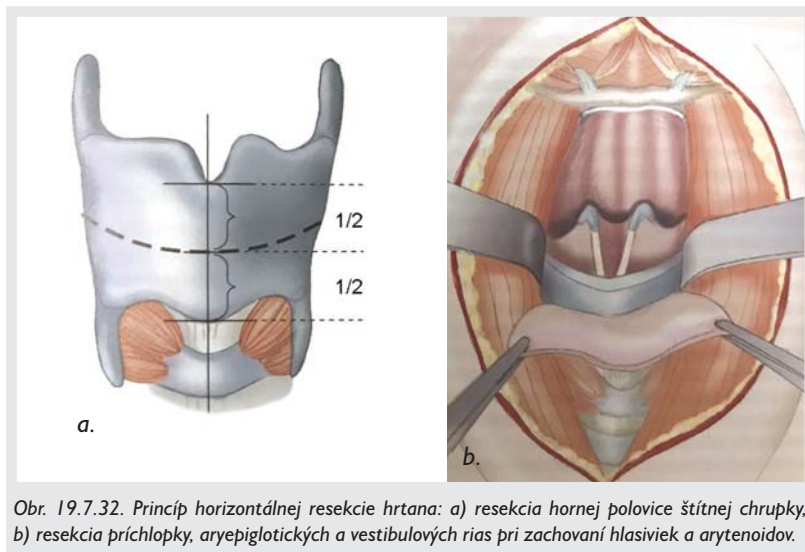 1/2
1/2
a.
b.
Obr. 19.7.32. Princíp horizontálnej resekcie hrtana: a) resekcia hornej polovice štítnej chrupky,
b) resekcia príchlopky, aryepiglotických a vestibulových rias pri zachovaní hlasiviek a arytenoidov.